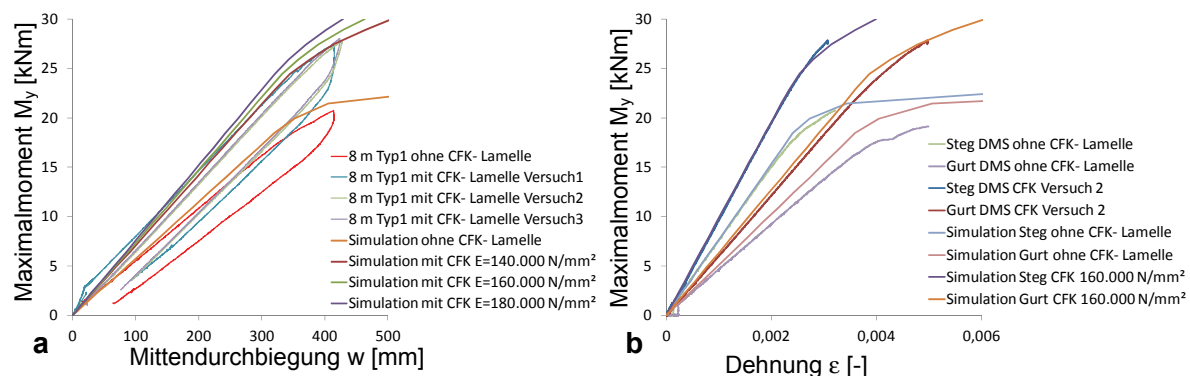 Maximalmoment My [kNm]
30
25
20
15
10
5
0
0 100 200 300 400 500
8 m Typ1 ohne CFK- Lamelle
8 m Typ1 mit CFK- Lamelle Versuch1
8 m Typ1 mit CFK- Lamelle Versuch2
8 m Typ1 mit CFK- Lamelle Versuch3
Simulation ohne CFK- Lamelle
Simulation mit CFK E=140.000 N/mm²
Simulation mit CFK E=160.000 N/mm²
Simulation mit CFK E=180.000 N/mm²
a
Mittendurchbiegung w [mm]
Maximalmoment My [kNm]
30
25
20
15
10
5
0
0 0,002 0,004 0,006
Steg DMS ohne CFK- Lamelle
Gurt DMS ohne CFK- Lamelle
Steg DMS CFK Versuch 2
Gurt DMS CFK Versuch 2
Simulation Steg ohne CFK- Lamelle
Simulation Gurt ohne CFK- Lamelle
Simulation Steg CFK 160.000 N/mm²
Simulation Gurt CFK 160.000 N/mm²
b
Dehnung ε [-]